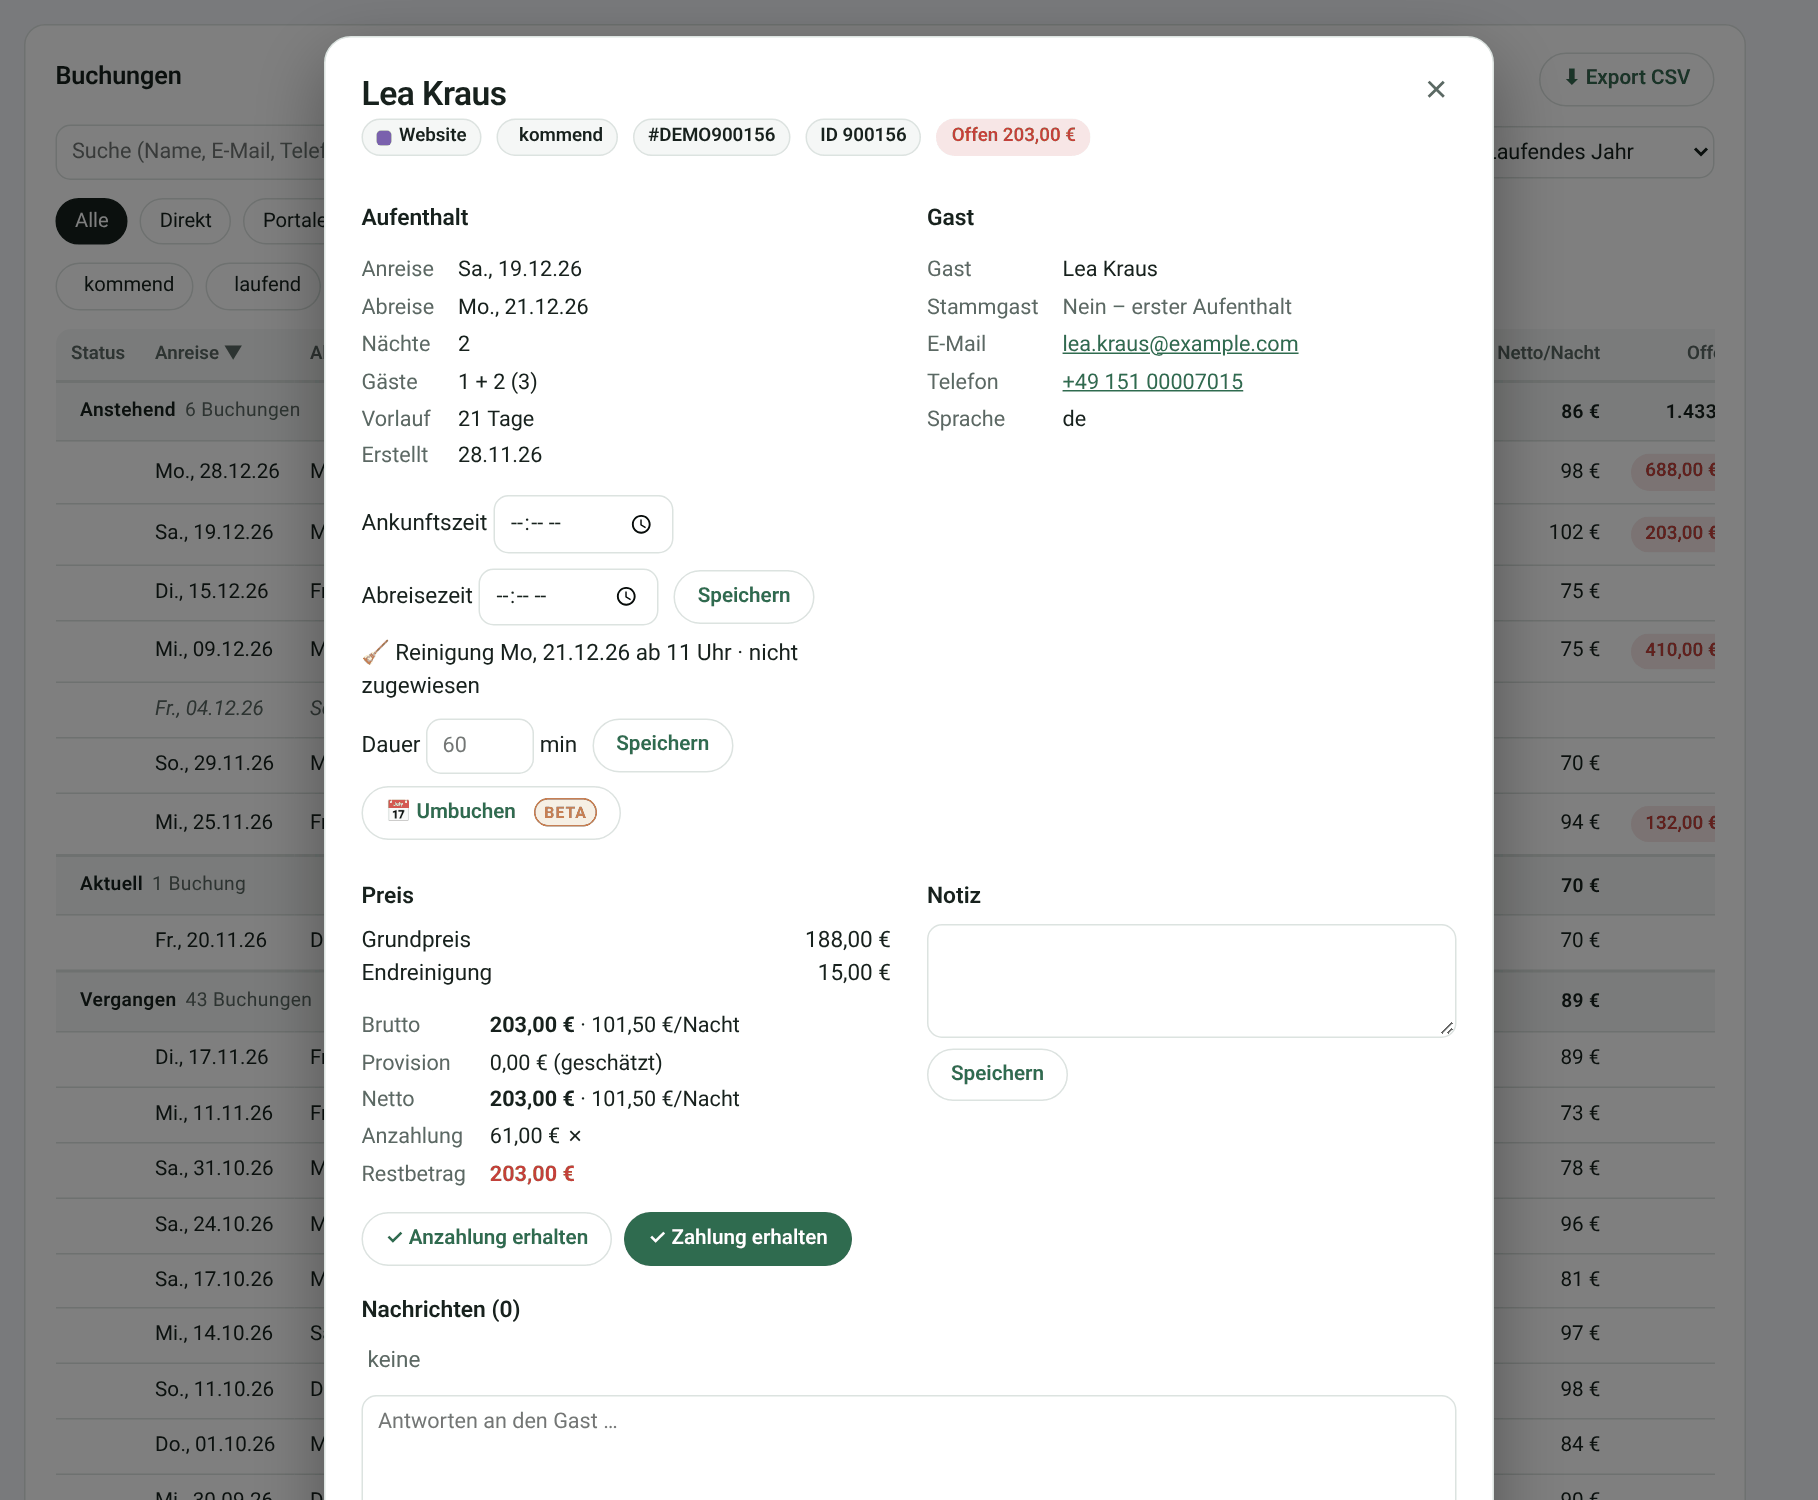 Buchungen
⬇ Export CSV
Suche (Name, E-Mail,
Laufendes Jahr
Alle
Direkt
Portale
kommend
laufend
Status
Anreise ▼
Netto/Nacht
Anstehend 6 Buchungen
86 €
1.433
Mo., 28.12.26
98 €
688,00 €
Sa., 19.12.26
102 €
203,00 €
Di., 15.12.26
75 €
Mi., 09.12.26
75 €
410,00 €
Fr., 04.12.26
So., 29.11.26
70 €
Mi., 25.11.26
94 €
132,00 €
Aktuell 1 Buchung
70 €
Fr., 20.11.26
70 €
Vergangen 43 Buchungen
89 €
Di., 17.11.26
89 €
Mi., 11.11.26
73 €
Sa., 31.10.26
78 €
Sa., 24.10.26
96 €
Sa., 17.10.26
81 €
Mi., 14.10.26
97 €
So., 11.10.26
98 €
Do., 01.10.26
84 €
Mi., 30.09.26
90 €
Lea Kraus
×
Website
kommend
#DEMO900156
ID 900156
Offen 203,00 €
Aufenthalt
Anreise Sa., 19.12.26
Abreise Mo., 21.12.26
Nächte 2
Gäste 1 + 2 (3)
Vorlauf 21 Tage
Erstellt 28.11.26
Ankunftszeit --:-- --
Abreisezeit --:-- -- Speichern
🧹 Reinigung Mo, 21.12.26 ab 11 Uhr · nicht
zugewiesen
Dauer 60 min Speichern
📅 Umbuchen BETA
Gast
Gast Lea Kraus
Stammgast Nein – erster Aufenthalt
E-Mail lea.kraus@example.com
Telefon +49 151 00007015
Sprache de
Preis
Grundpreis 188,00 €
Endreinigung 15,00 €
Brutto 203,00 € · 101,50 €/Nacht
Provision 0,00 € (geschätzt)
Netto 203,00 € · 101,50 €/Nacht
Anzahlung 61,00 € ×
Restbetrag 203,00 €
✓ Anzahlung erhalten
✓ Zahlung erhalten
Notiz
Speichern
Nachrichten (0)
keine
Antworten an den Gast ...